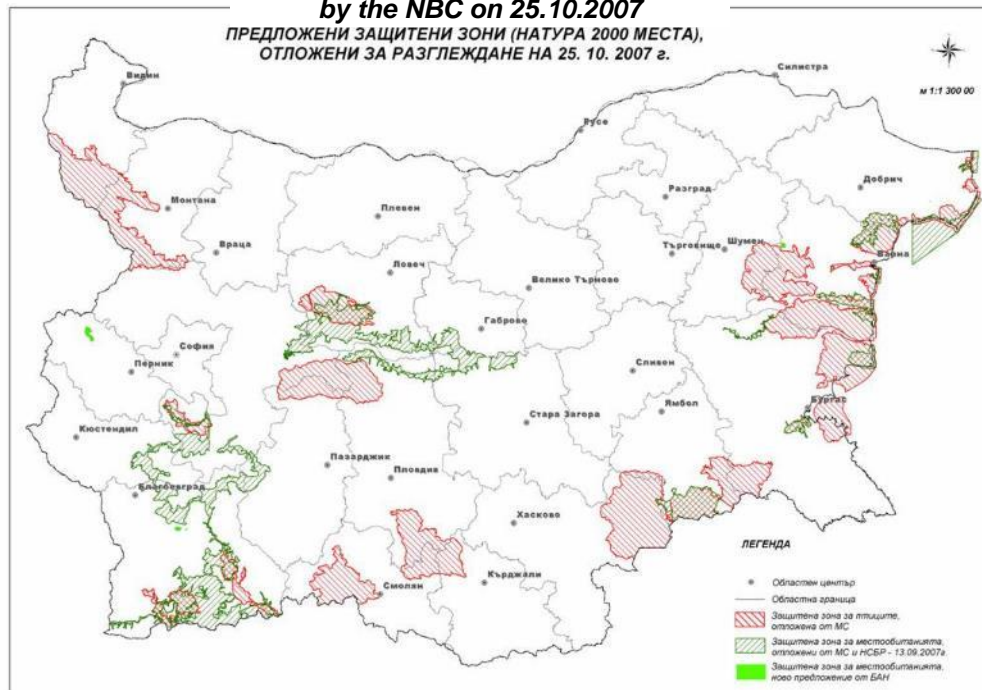 by the NBC on 25.10.2007
ПРЕДЛОЖЕНИ ЗАЩИТЕНИ ЗОНИ (НАТУРА 2000 МЕСТА),
ОТЛОЖЕНИ ЗА РАЗГЛЕЖДАНЕ НА 25. 10. 2007 г.
м 1:1 300 00
Видин
Силистра
Русе
Добрич
Монтана
Плевен
Разград
Враца
Търговище
Шумен
Варна
Ловеч
Велико Търново
Габрово
София
Перник
Сливен
Ямбол
Бургас
Стара Загора
Кюстендил
Пазарджик
Пловдив
Благоевград
Хасково
Смолян
Кърджали
ЛЕГЕНДА
Областен център
Областна граница
Защитена зона за птиците,
отложена от МС
Защитена зона за местообитанията,
отложени от МС и НСБР - 13.09.2007г.
Защитена зона за местообитанията,
ново предложение от БАН